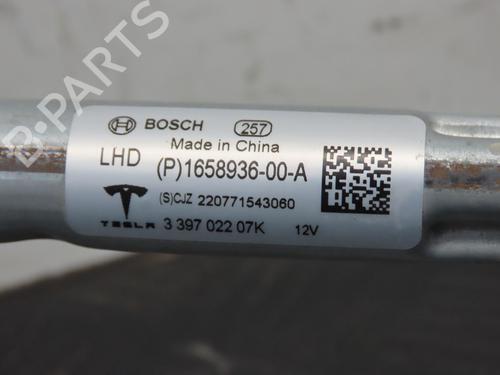 B-PARTS
BOSCH 257
Made in China
LHD (P)1658936-00-A
(S)CJZ 220771543060
TESLA 3 397 022 07K 12V